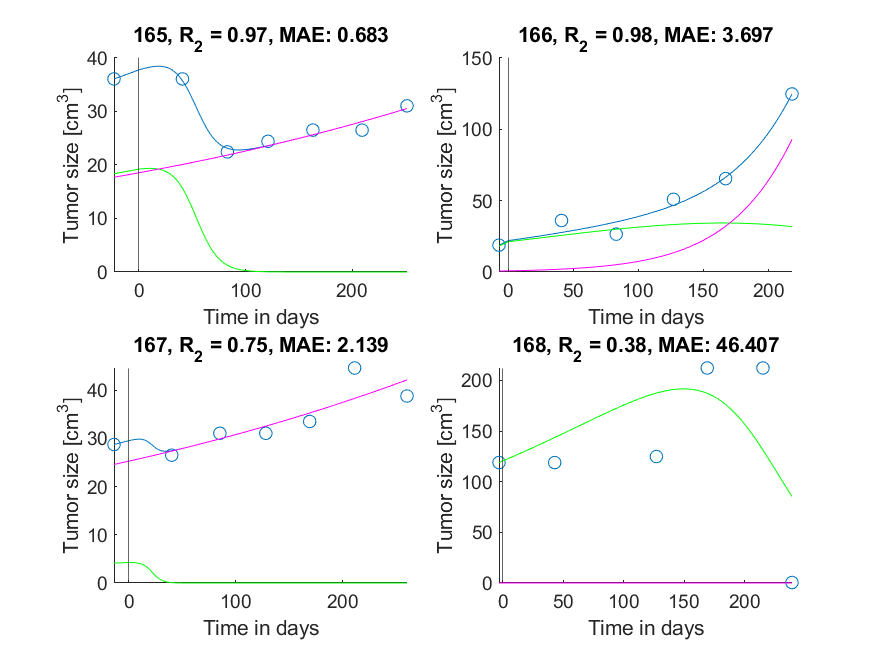 165, R2 = 0.97, MAE: 0.683
Tumor size [cm3]
40
30
20
10
0
0
100
200
Time in days
166, R2 = 0.98, MAE: 3.697
Tumor size [cm3]
150
100
50
0
0
50
100
150
200
Time in days
167, R2 = 0.75, MAE: 2.139
Tumor size [cm3]
40
30
20
10
0
0
100
200
Time in days
168, R2 = 0.38, MAE: 46.407
Tumor size [cm3]
200
150
100
50
0
0
50
100
150
200
Time in days